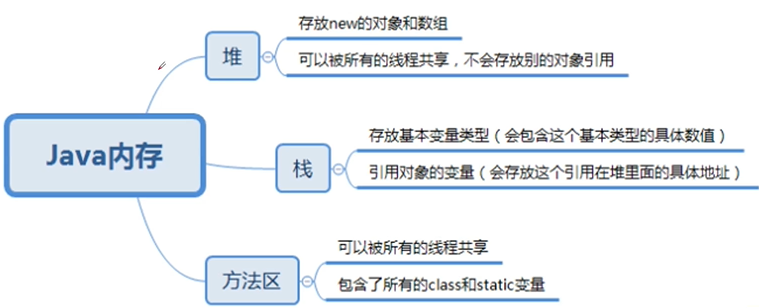 存放new的对象和数组
堆
可以被所有的线程共享，不会存放别的对象引用
存放基本变量类型（会包含这个基本类型的具体数值）
Java内存
栈
引用对象的变量（会存放这个引用在堆里面的具体地址）
可以被所有的线程共享
方法区
包含了所有的class和static变量